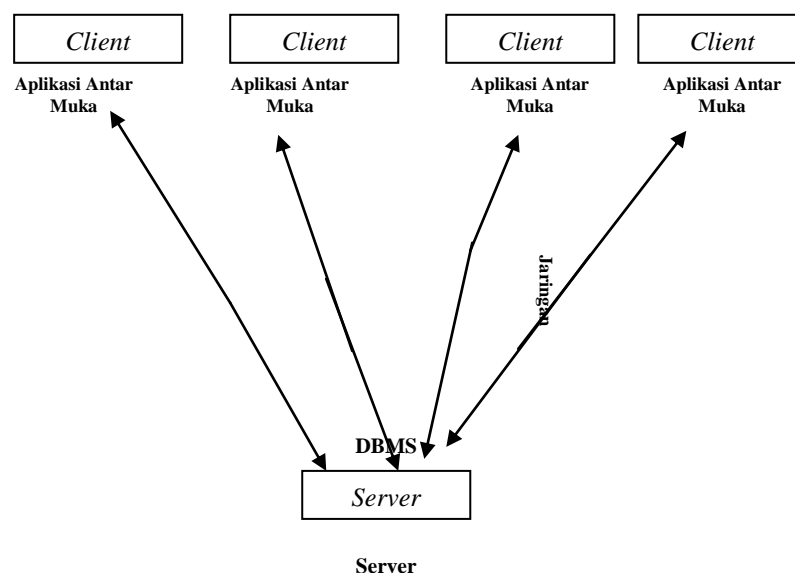 Client Client Client Client
Aplikasi Antar Aplikasi Antar Aplikasi Antar Aplikasi Antar
Muka Muka Muka Muka
Jaringan
DBMS
Server
Server